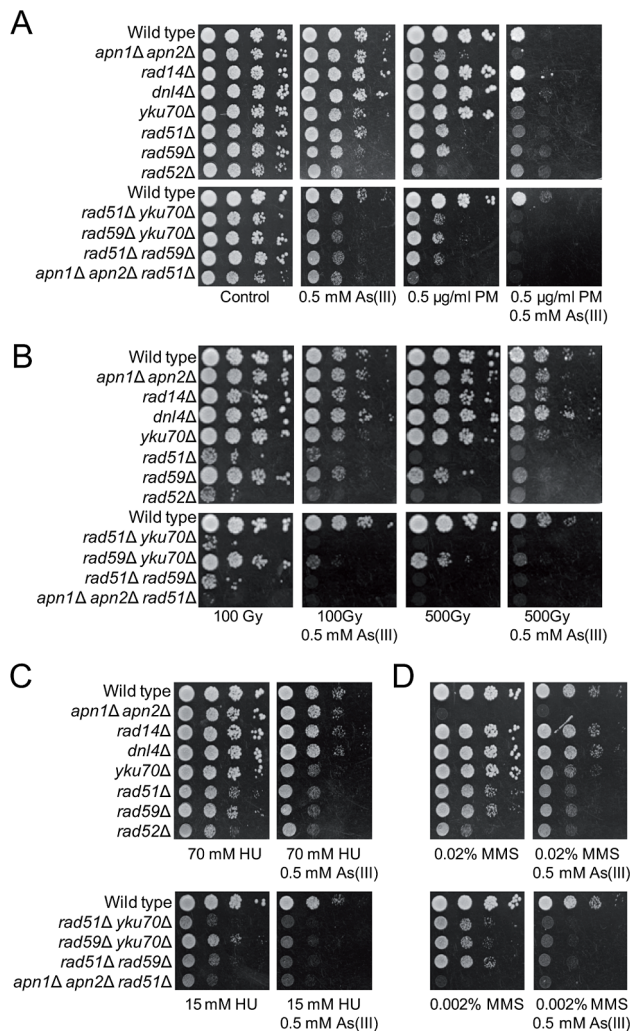 A
Wild type
apn1Δ apn2Δ
rad14Δ
dnl4Δ
yku70Δ
rad51Δ
rad59Δ
rad52Δ
Wild type
rad51Δ yku70Δ
rad59Δ yku70Δ
rad51Δ rad59Δ
apn1Δ apn2Δ rad51Δ
Control 0.5 mM As(III) 0.5 µg/ml PM 0.5 µg/ml PM
0.5 mM As(III)
B
Wild type
apn1Δ apn2Δ
rad14Δ
dnl4Δ
yku70Δ
rad51Δ
rad59Δ
rad52Δ
Wild type
rad51Δ yku70Δ
rad59Δ yku70Δ
rad51Δ rad59Δ
apn1Δ apn2Δ rad51Δ
100 Gy 100Gy 500Gy 500Gy
0.5 mM As(III) 0.5 mM As(III)
C D
Wild type
apn1Δ apn2Δ
rad14Δ
dnl4Δ
yku70Δ
rad51Δ
rad59Δ
rad52Δ
70 mM HU 70 mM HU 0.02% MMS 0.02% MMS
0.5 mM As(III) 0.5 mM As(III)
Wild type
rad51Δ yku70Δ
rad59Δ yku70Δ
rad51Δ rad59Δ
apn1Δ apn2Δ rad51Δ
15 mM HU 15 mM HU 0.002% MMS 0.002% MMS
0.5 mM As(III) 0.5 mM As(III)